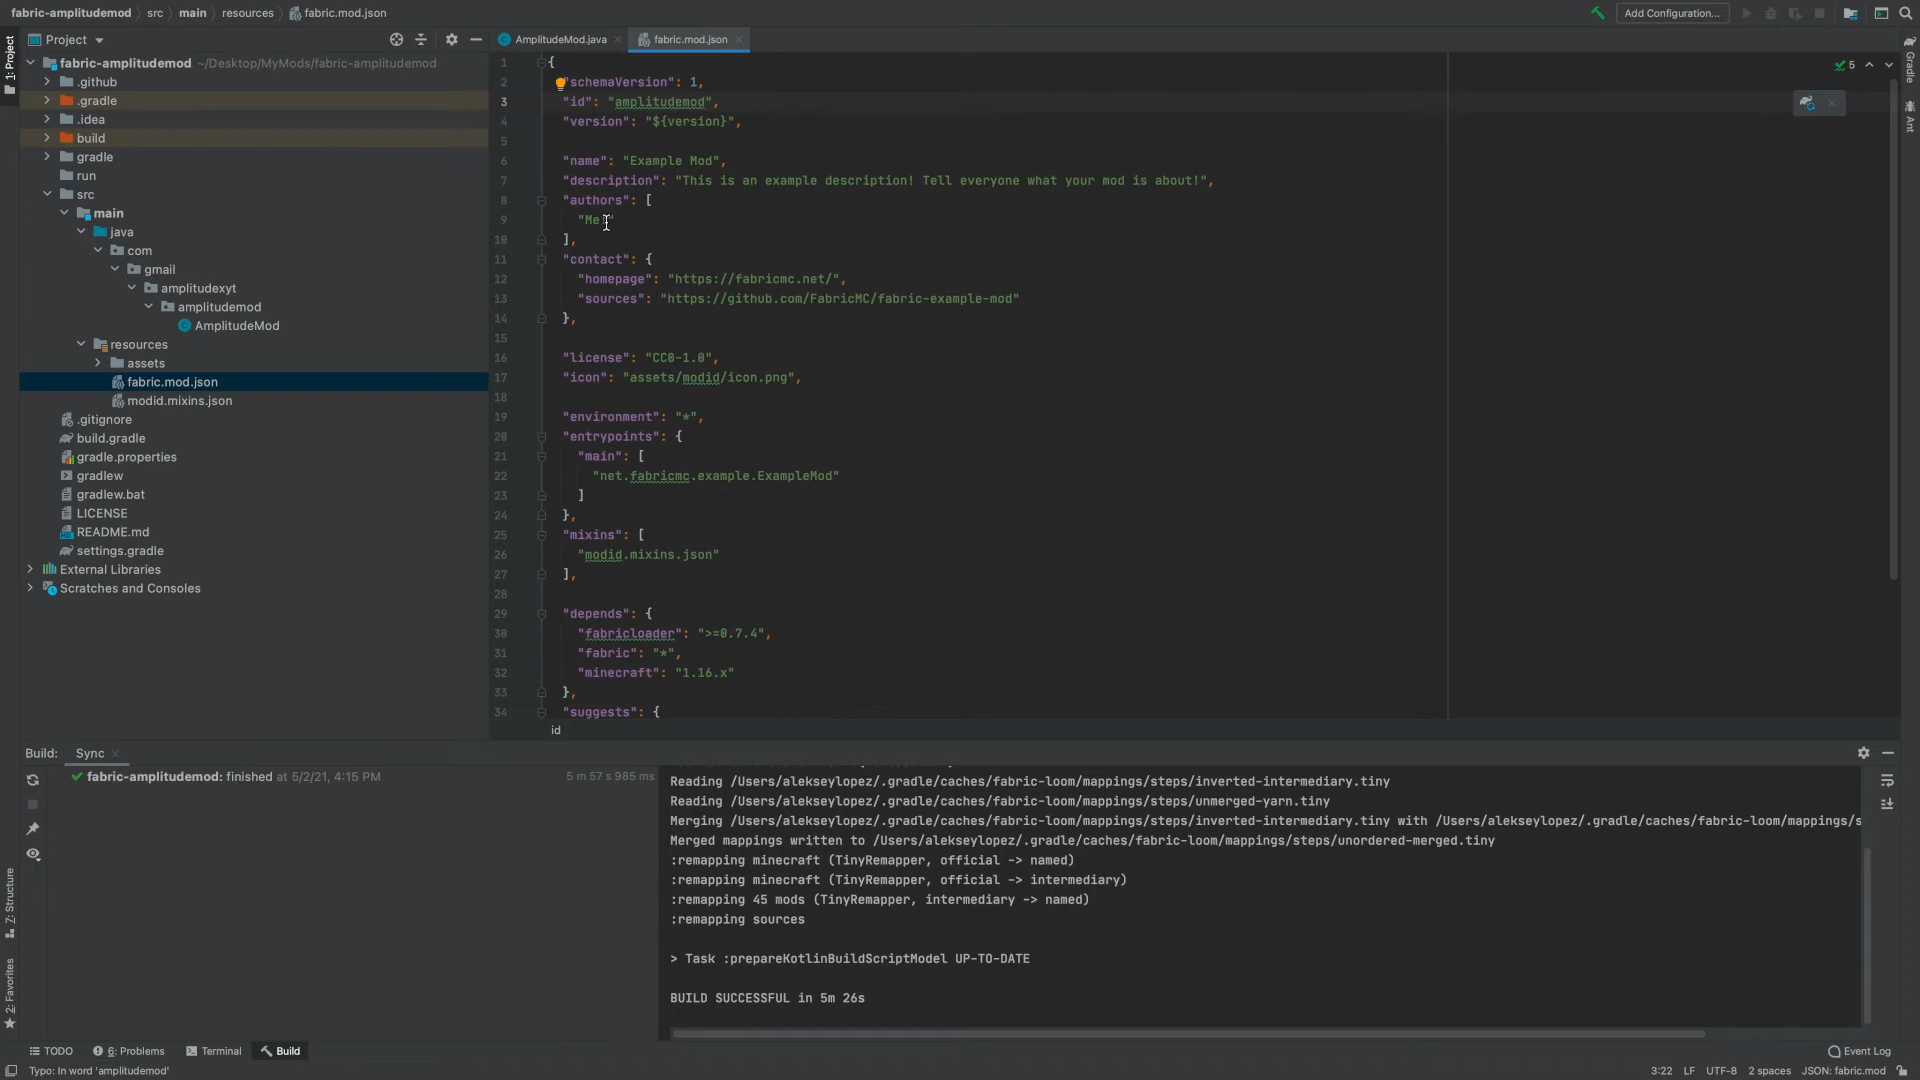 fabric-amplitudemod src main resources fabric.mod.json Add Configuration...
1: Project
Project
AmplitudeMod.java fabric.mod.json
fabric-amplitudemod ~/Desktop/MyMods/fabric-amplitudemod
.github
.gradle
.idea
build
gradle
run
src
main
java
com
gmail
amplitudexyt
amplitudemod
AmplitudeMod
resources
assets
fabric.mod.json
modid.mixins.json
.gitignore
build.gradle
gradle.properties
gradlew
gradlew.bat
LICENSE
README.md
settings.gradle
External Libraries
Scratches and Consoles
1 {
2 "schemaVersion": 1,
3 "id": "amplitudemod",
4 "version": "${version}",
5
6 "name": "Example Mod",
7 "description": "This is an example description! Tell everyone what your mod is about!",
8 "authors": [
9 "Me!"
10 ],
11 "contact": {
12 "homepage": "https://fabricmc.net/",
13 "sources": "https://github.com/FabricMC/fabric-example-mod"
14 },
15
16 "license": "CC0-1.0",
17 "icon": "assets/modid/icon.png",
18
19 "environment": "*",
20 "entrypoints": {
21 "main": [
22 "net.fabricmc.example.ExampleMod"
23 ]
24 },
25 "mixins": [
26 "modid.mixins.json"
27 ],
28
29 "depends": {
30 "fabricloader": ">=0.7.4",
31 "fabric": "*",
32 "minecraft": "1.16.x"
33 },
34 "suggests": {
id
5
Gradle
Ant
Build: Sync
fabric-amplitudemod: finished at 5/2/21, 4:15 PM 5 m 57 s 985 ms
Reading /Users/alekseylopez/.gradle/caches/fabric-loom/mappings/steps/inverted-intermediary.tiny
Reading /Users/alekseylopez/.gradle/caches/fabric-loom/mappings/steps/unmerged-yarn.tiny
Merging /Users/alekseylopez/.gradle/caches/fabric-loom/mappings/steps/inverted-intermediary.tiny with /Users/alekseylopez/.gradle/caches/fabric-loom/mappings/s
Merged mappings written to /Users/alekseylopez/.gradle/caches/fabric-loom/mappings/steps/unordered-merged.tiny
:remapping minecraft (TinyRemapper, official -> named)
:remapping minecraft (TinyRemapper, official -> intermediary)
:remapping 45 mods (TinyRemapper, intermediary -> named)
:remapping sources
> Task :prepareKotlinBuildScriptModel UP-TO-DATE
BUILD SUCCESSFUL in 5m 26s
7: Structure
2: Favorites
TODO 6: Problems Terminal Build Event Log
Typo: In word 'amplitudemod' 3:22 LF UTF-8 2 spaces JSON: fabric.mod